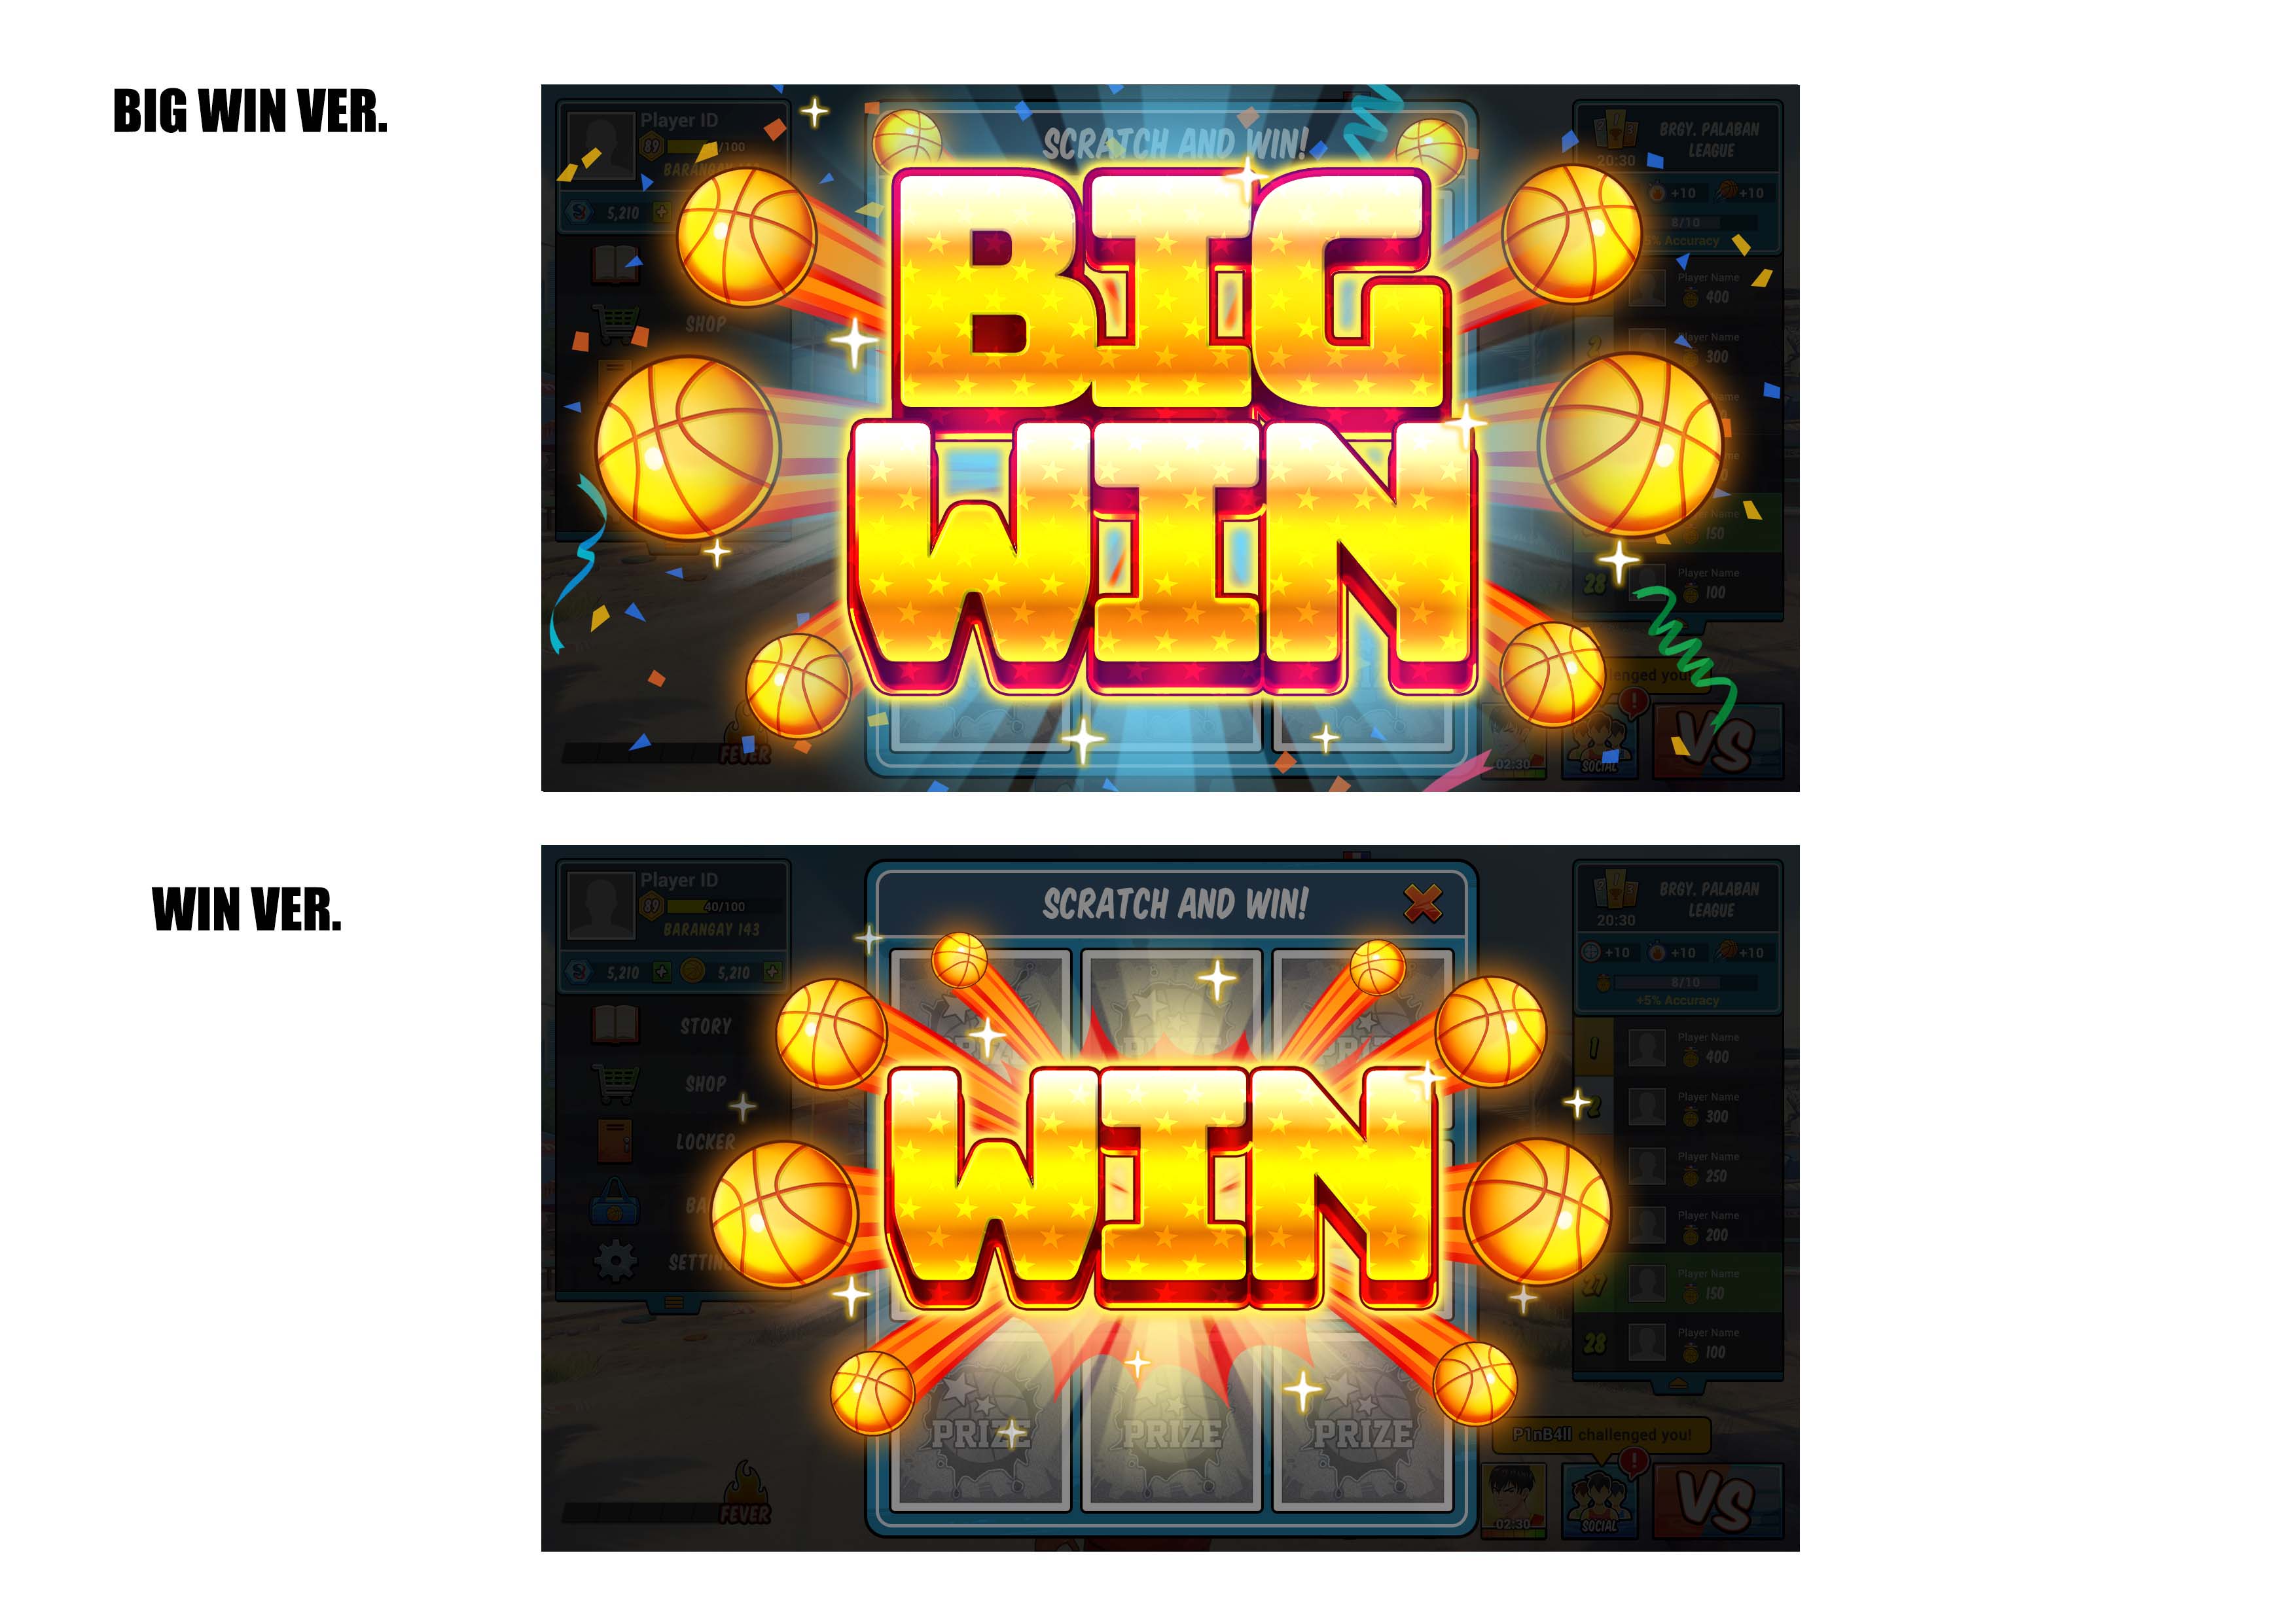 BIG WIN VER.
Player ID
89
/100
BARANGAY 143
5,210
SHOP
FEVER
SCRATCH AND WIN!
BIG
WIN
20:30
BRGY. PALABAN
LEAGUE
+10
+10
8/10
5% Accuracy
Player Name
400
Player Name
300
150
28
Player Name
100
lenged you!
02:30
!
SOCIAL
VS
WIN VER.
Player ID
89
40/100
BARANGAY 143
5,210
5,210
STORY
SHOP
LOCKER
BA
SETTIN
FEVER
SCRATCH AND WIN!
WIN
PRIZE
PRIZE
PRIZE
20:30
BRGY. PALABAN
LEAGUE
+10
+10
+10
8/10
+5% Accuracy
1
Player Name
400
2
Player Name
300
Player Name
250
Player Name
200
27
Player Name
150
28
Player Name
100
P1nB4ll challenged you!
02:30
!
SOCIAL
VS